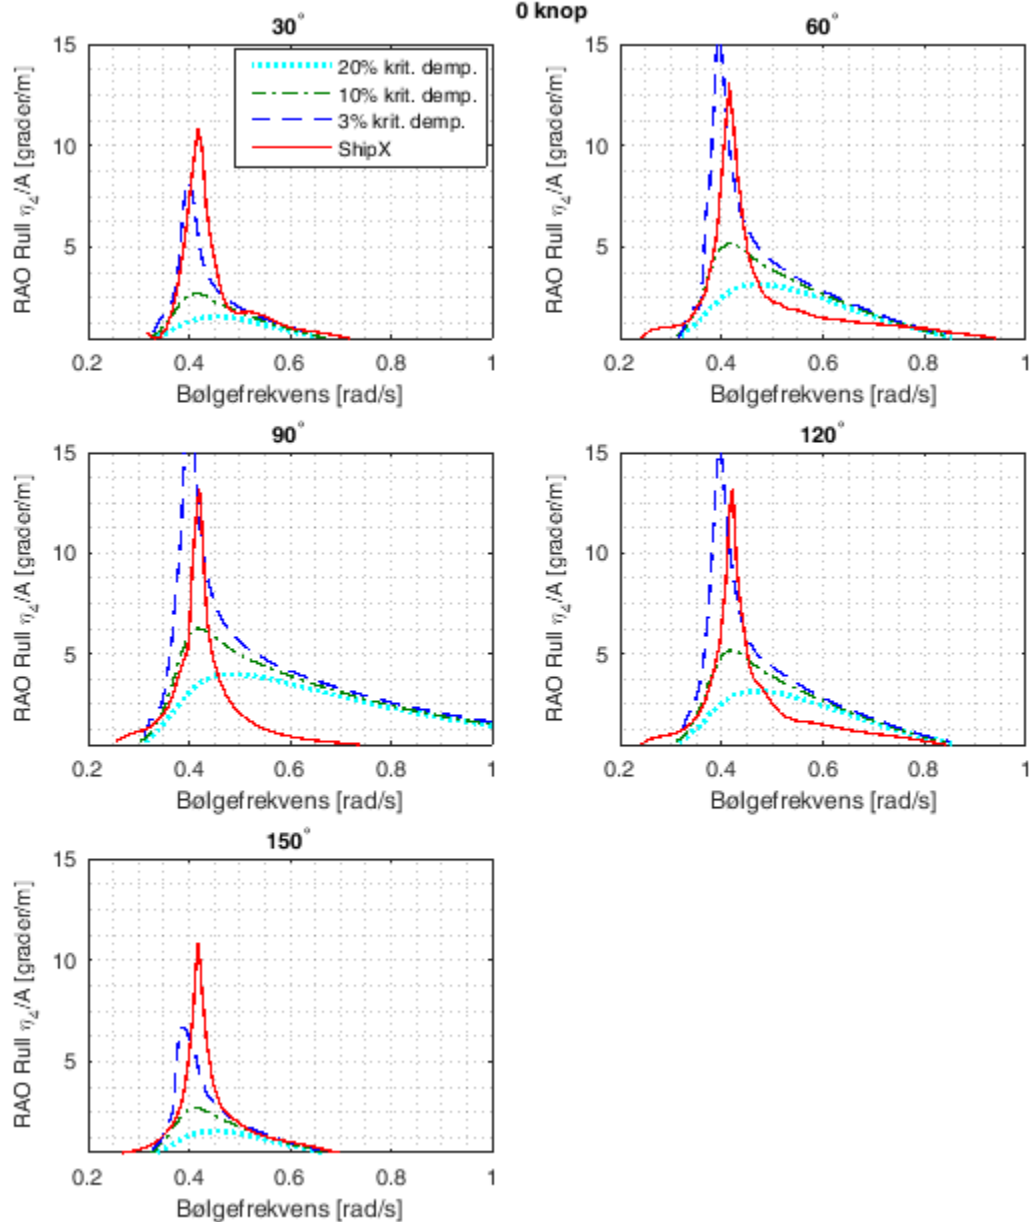 0 knop
30°
60°
15
10
5
RAO Rull η₄/A [grader/m]
20% krit. demp.
10% krit. demp.
3% krit. demp.
ShipX
0.2 0.4 0.6 0.8 1
Bølgefrekvens [rad/s]
15
10
5
RAO Rull η₄/A [grader/m]
0.2 0.4 0.6 0.8 1
Bølgefrekvens [rad/s]
90°
120°
15
10
5
RAO Rull η₄/A [grader/m]
0.2 0.4 0.6 0.8 1
Bølgefrekvens [rad/s]
15
10
5
RAO Rull η₄/A [grader/m]
0.2 0.4 0.6 0.8 1
Bølgefrekvens [rad/s]
150°
15
10
5
RAO Rull η₄/A [grader/m]
0.2 0.4 0.6 0.8 1
Bølgefrekvens [rad/s]